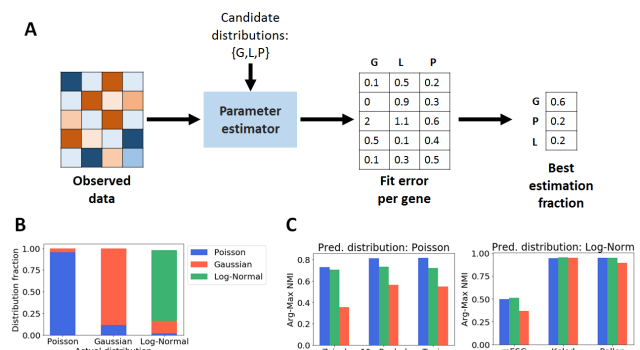 A
Candidate
distributions:
{G,L,P}
Observed
data
Parameter
estimator
G L P
0.1 0.5 0.2
0 0.9 0.3
2 1.1 0.6
0.5 0.1 0.4
0.1 0.3 0.5
Fit error
per gene
G 0.6
P 0.2
L 0.2
Best
estimation
fraction
B
Distribution fraction
1.00
0.75
0.50
0.25
0.00
Poisson Gaussian Log-Normal
Actual distribution
Poisson
Gaussian
Log-Normal
C
Pred. distribution: Poisson
Arg-Max NMI
0.8
0.6
0.4
0.2
0.0
Pred. distribution: Log-Norm
Arg-Max NMI
1.00
0.75
0.50
0.25
0.00